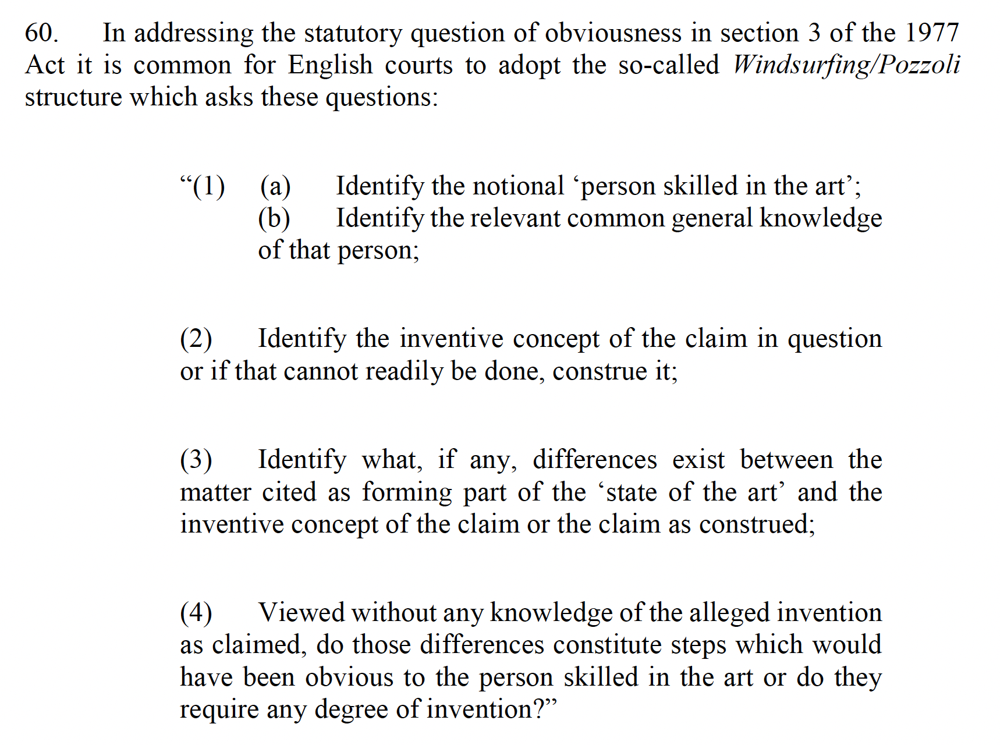 60. In addressing the statutory question of obviousness in section 3 of the 1977
Act it is common for English courts to adopt the so-called Windsurfing/Pozzoli
structure which asks these questions:
“(1) (a) Identify the notional ‘person skilled in the art’;
(b) Identify the relevant common general knowledge
of that person;
(2) Identify the inventive concept of the claim in question
or if that cannot readily be done, construe it;
(3) Identify what, if any, differences exist between the
matter cited as forming part of the ‘state of the art’ and the
inventive concept of the claim or the claim as construed;
(4) Viewed without any knowledge of the alleged invention
as claimed, do those differences constitute steps which would
have been obvious to the person skilled in the art or do they
require any degree of invention?”